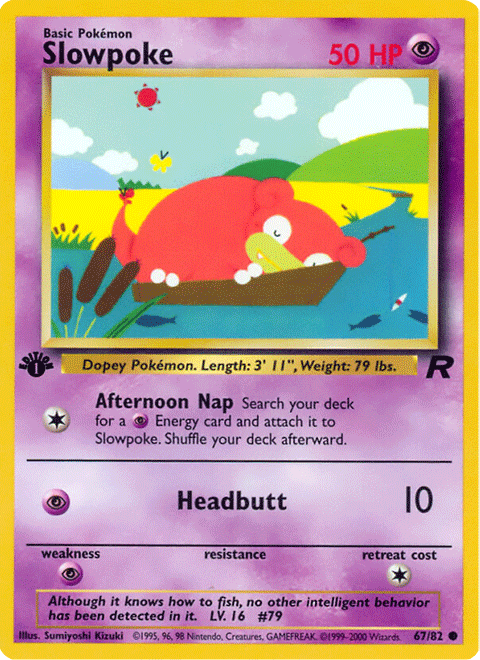 Basic Pokémon
Slowpoke 50 HP
EDITION
1
Dopey Pokémon. Length: 3' 11", Weight: 79 lbs.
R
Afternoon Nap Search your deck
for a Energy card and attach it to
Slowpoke. Shuffle your deck afterward.
Headbutt 10
weakness resistance retreat cost
Although it knows how to fish, no other intelligent behavior
has been detected in it. LV. 16 #79
Illus. Sumiyoshi Kizuki ©1995, 96, 98 Nintendo, Creatures, GAMEFREAK. ©1999-2000 Wizards. 67/82